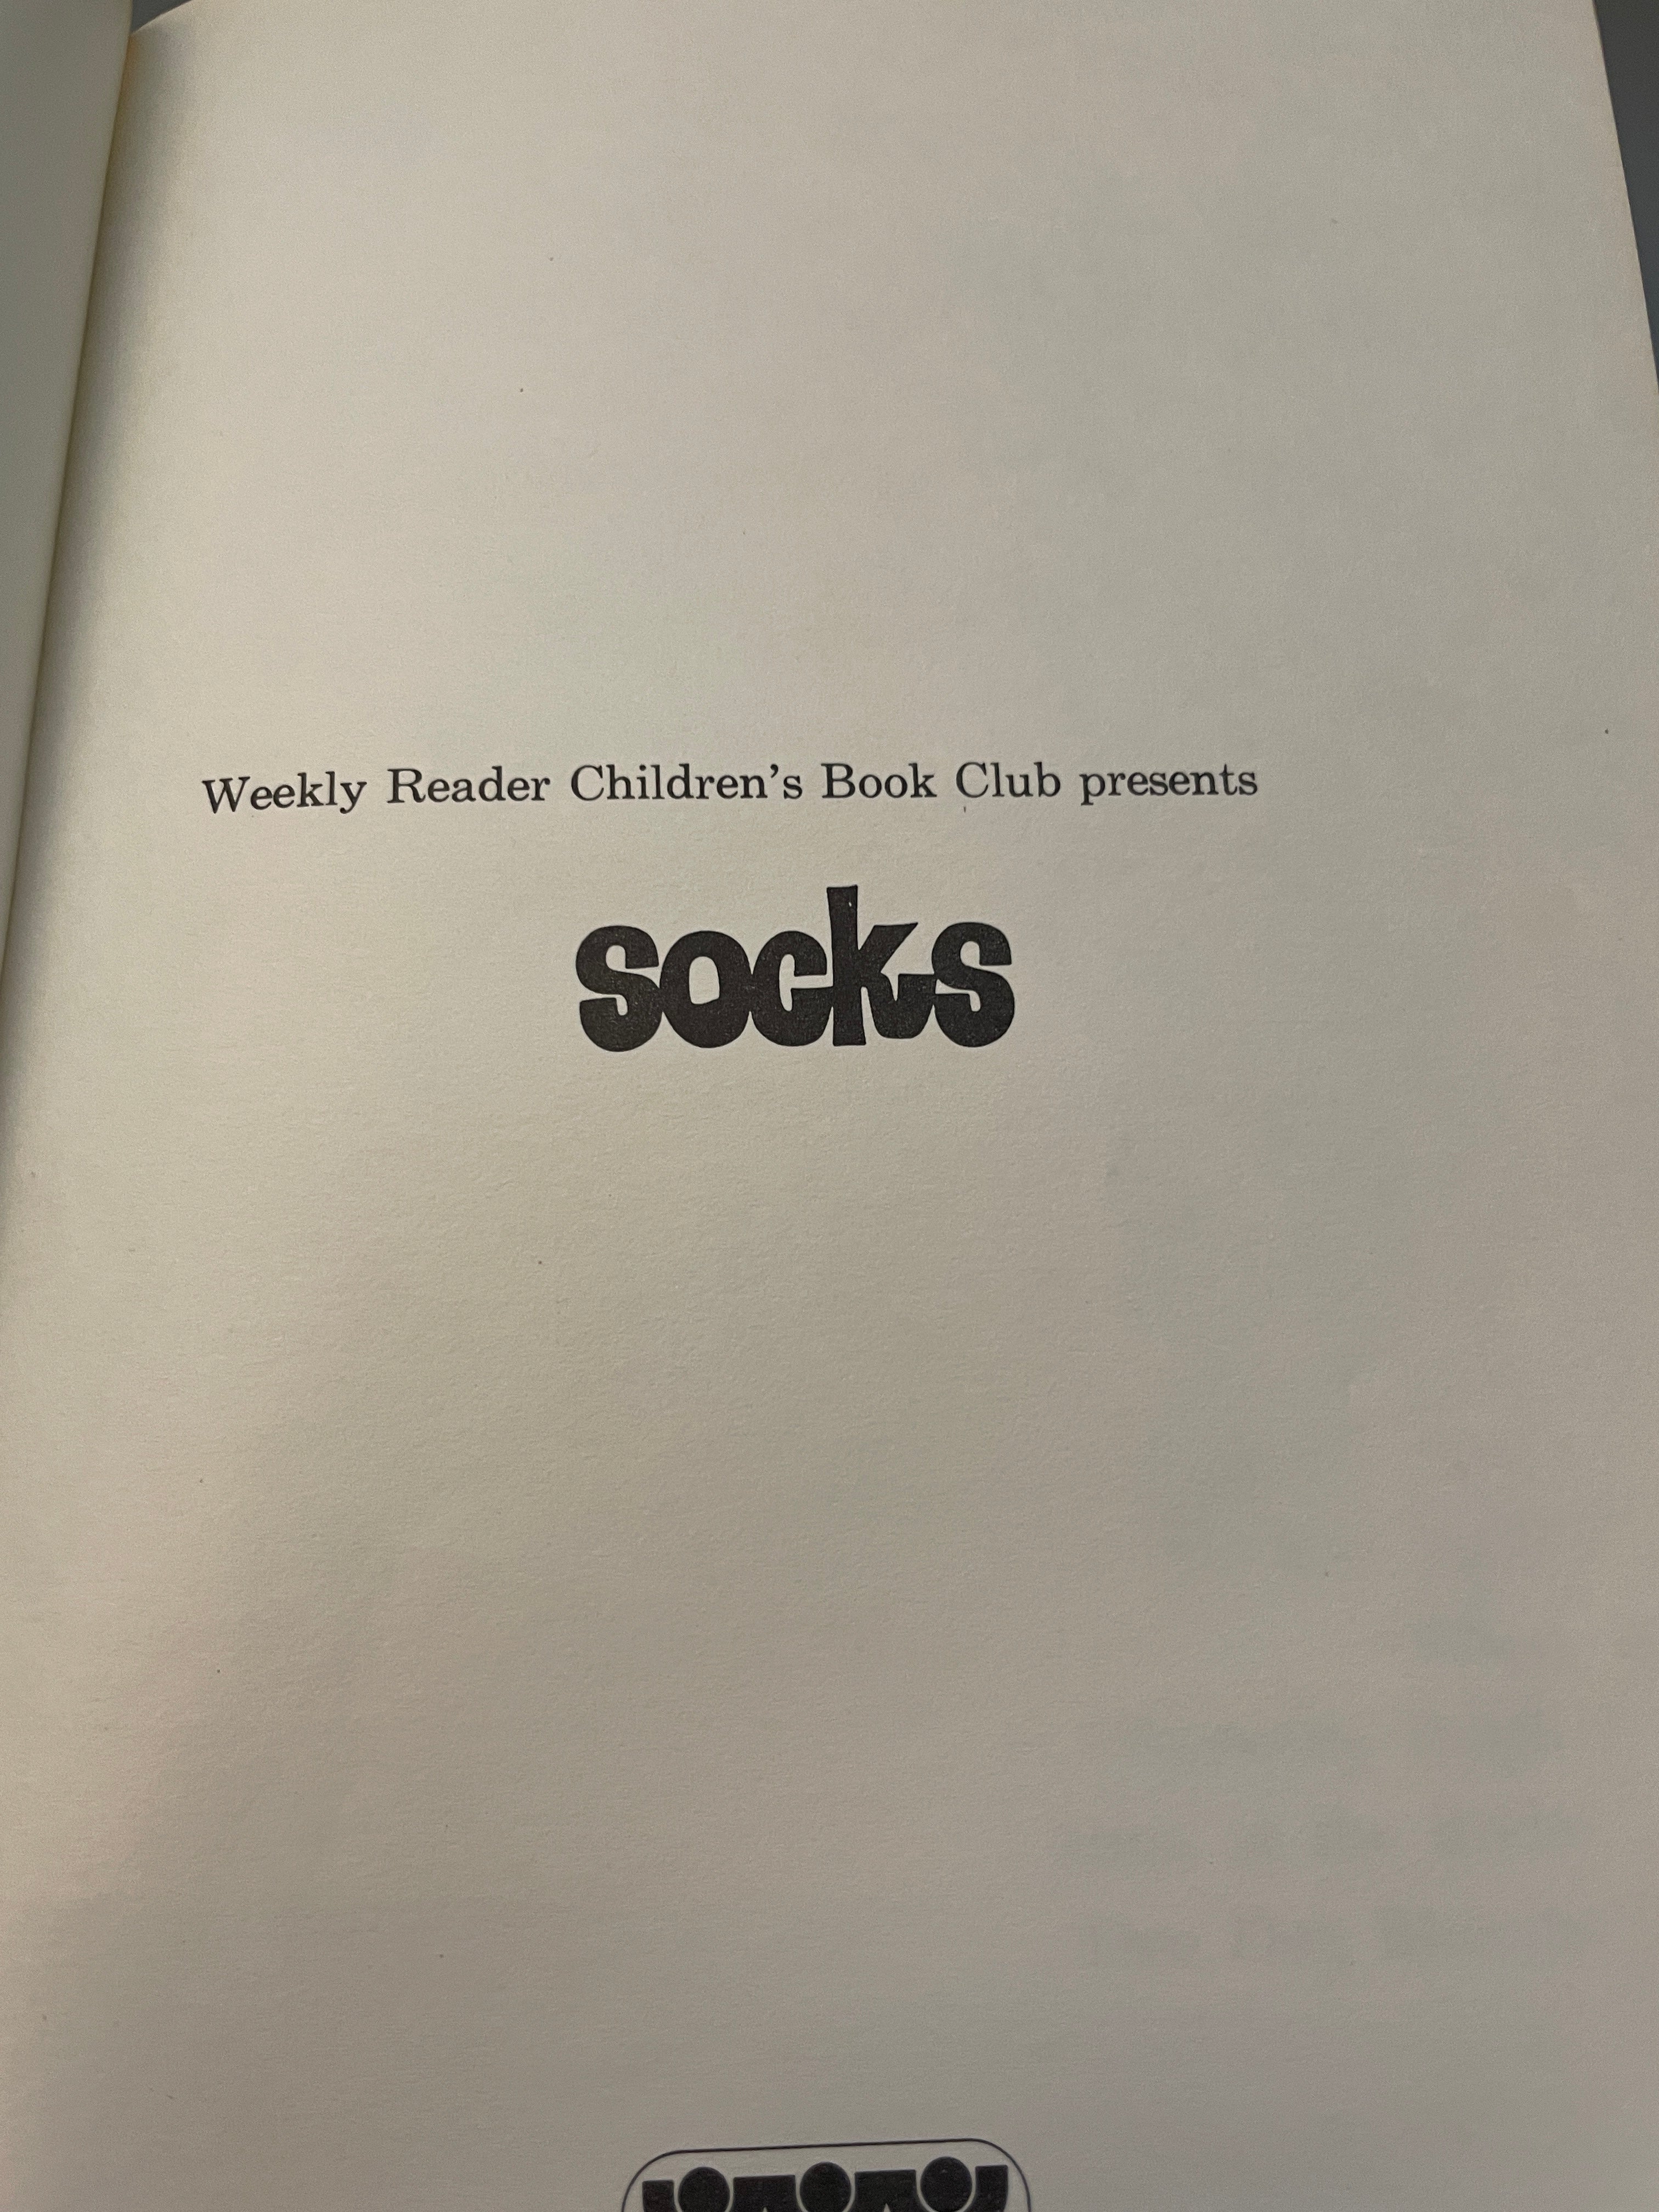 Weekly Reader Children's Book Club presents
socks